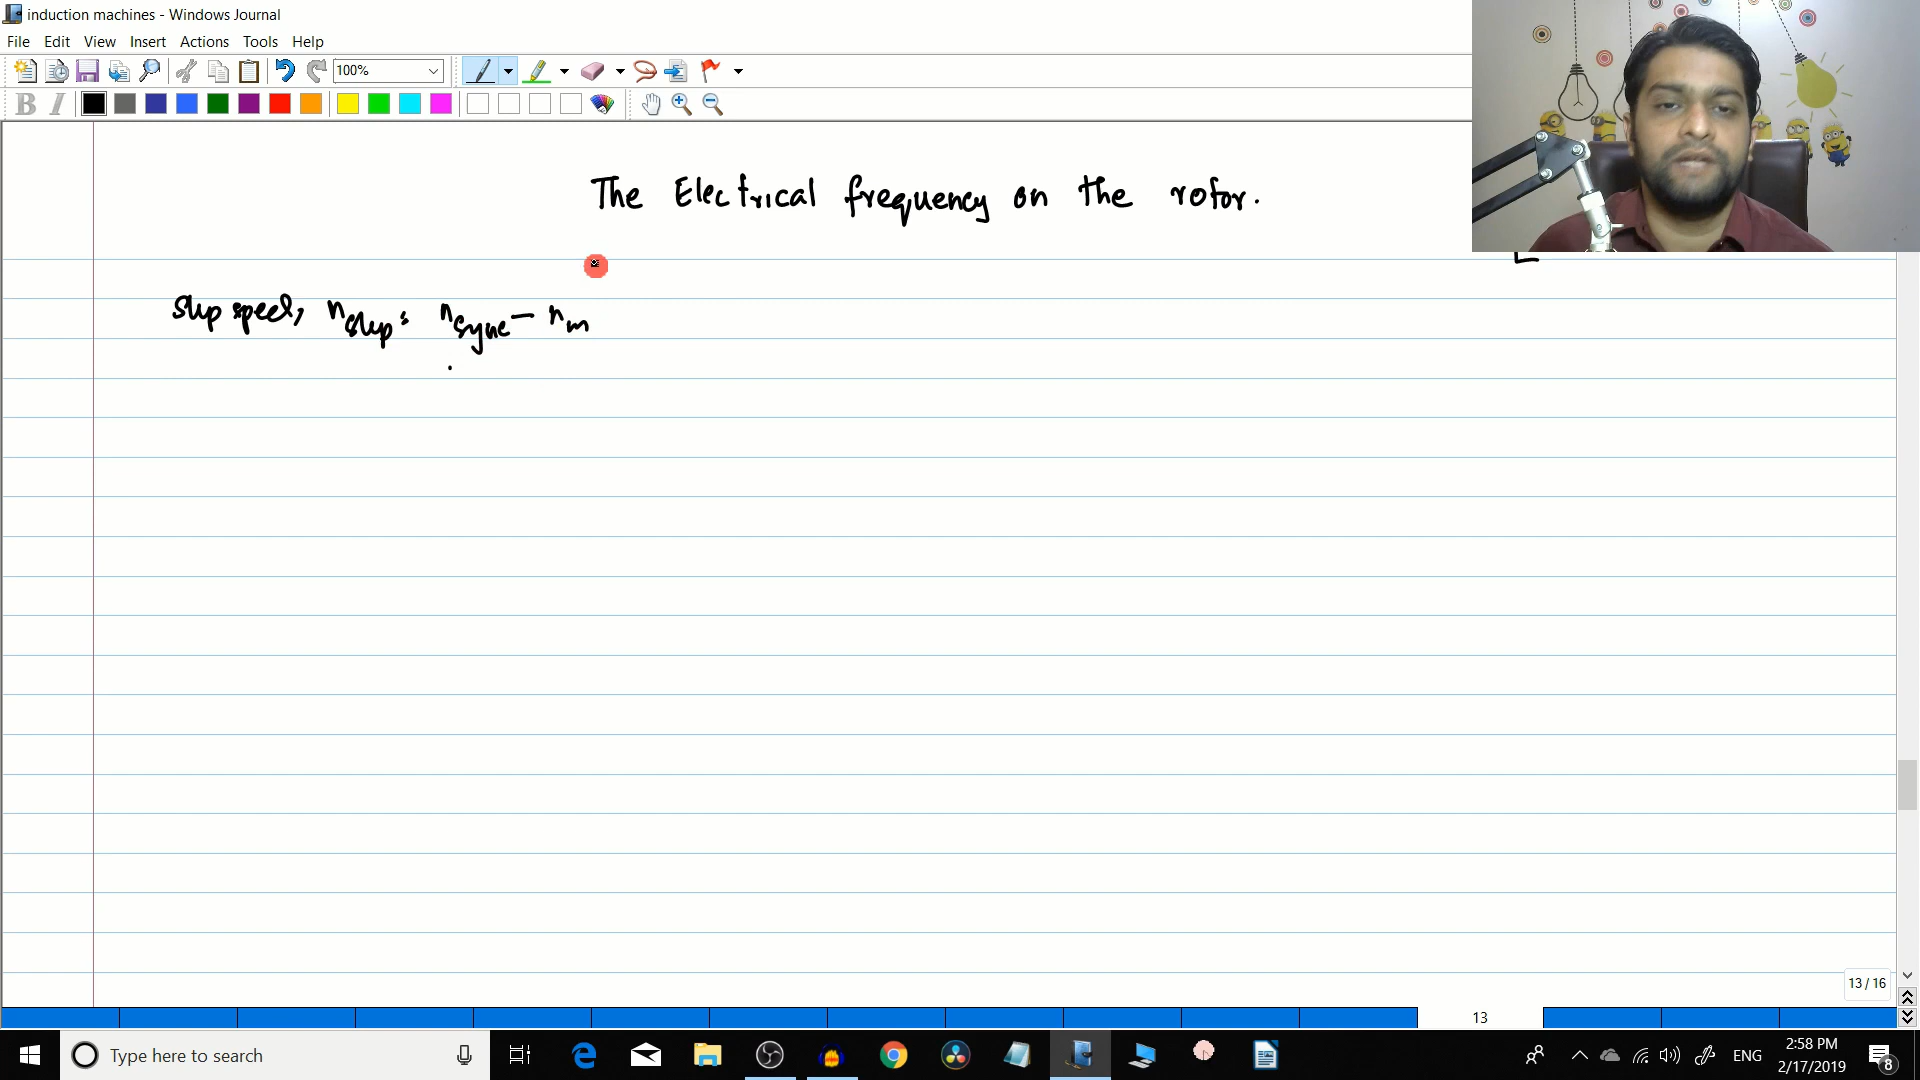 induction machines - Windows Journal
File Edit View Insert Actions Tools Help
100%
B I
The Electrical frequency on the rotor.
slip speed, nslip = nsync - nm
13 / 16
13
Type here to search
ENG
2:58 PM
2/17/2019
8